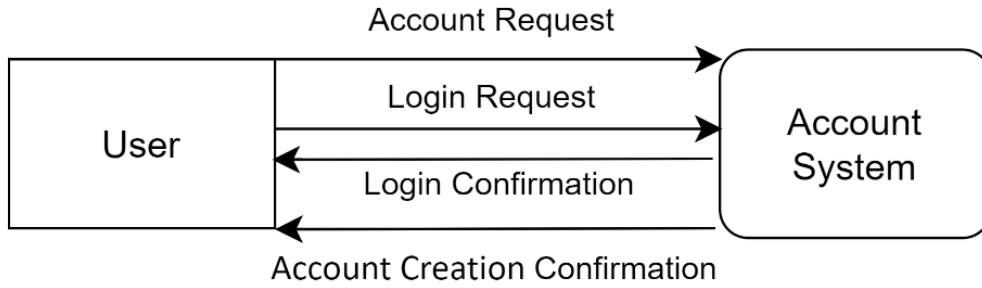 Account Request
Login Request
User
Account
System
Login Confirmation
Account Creation Confirmation